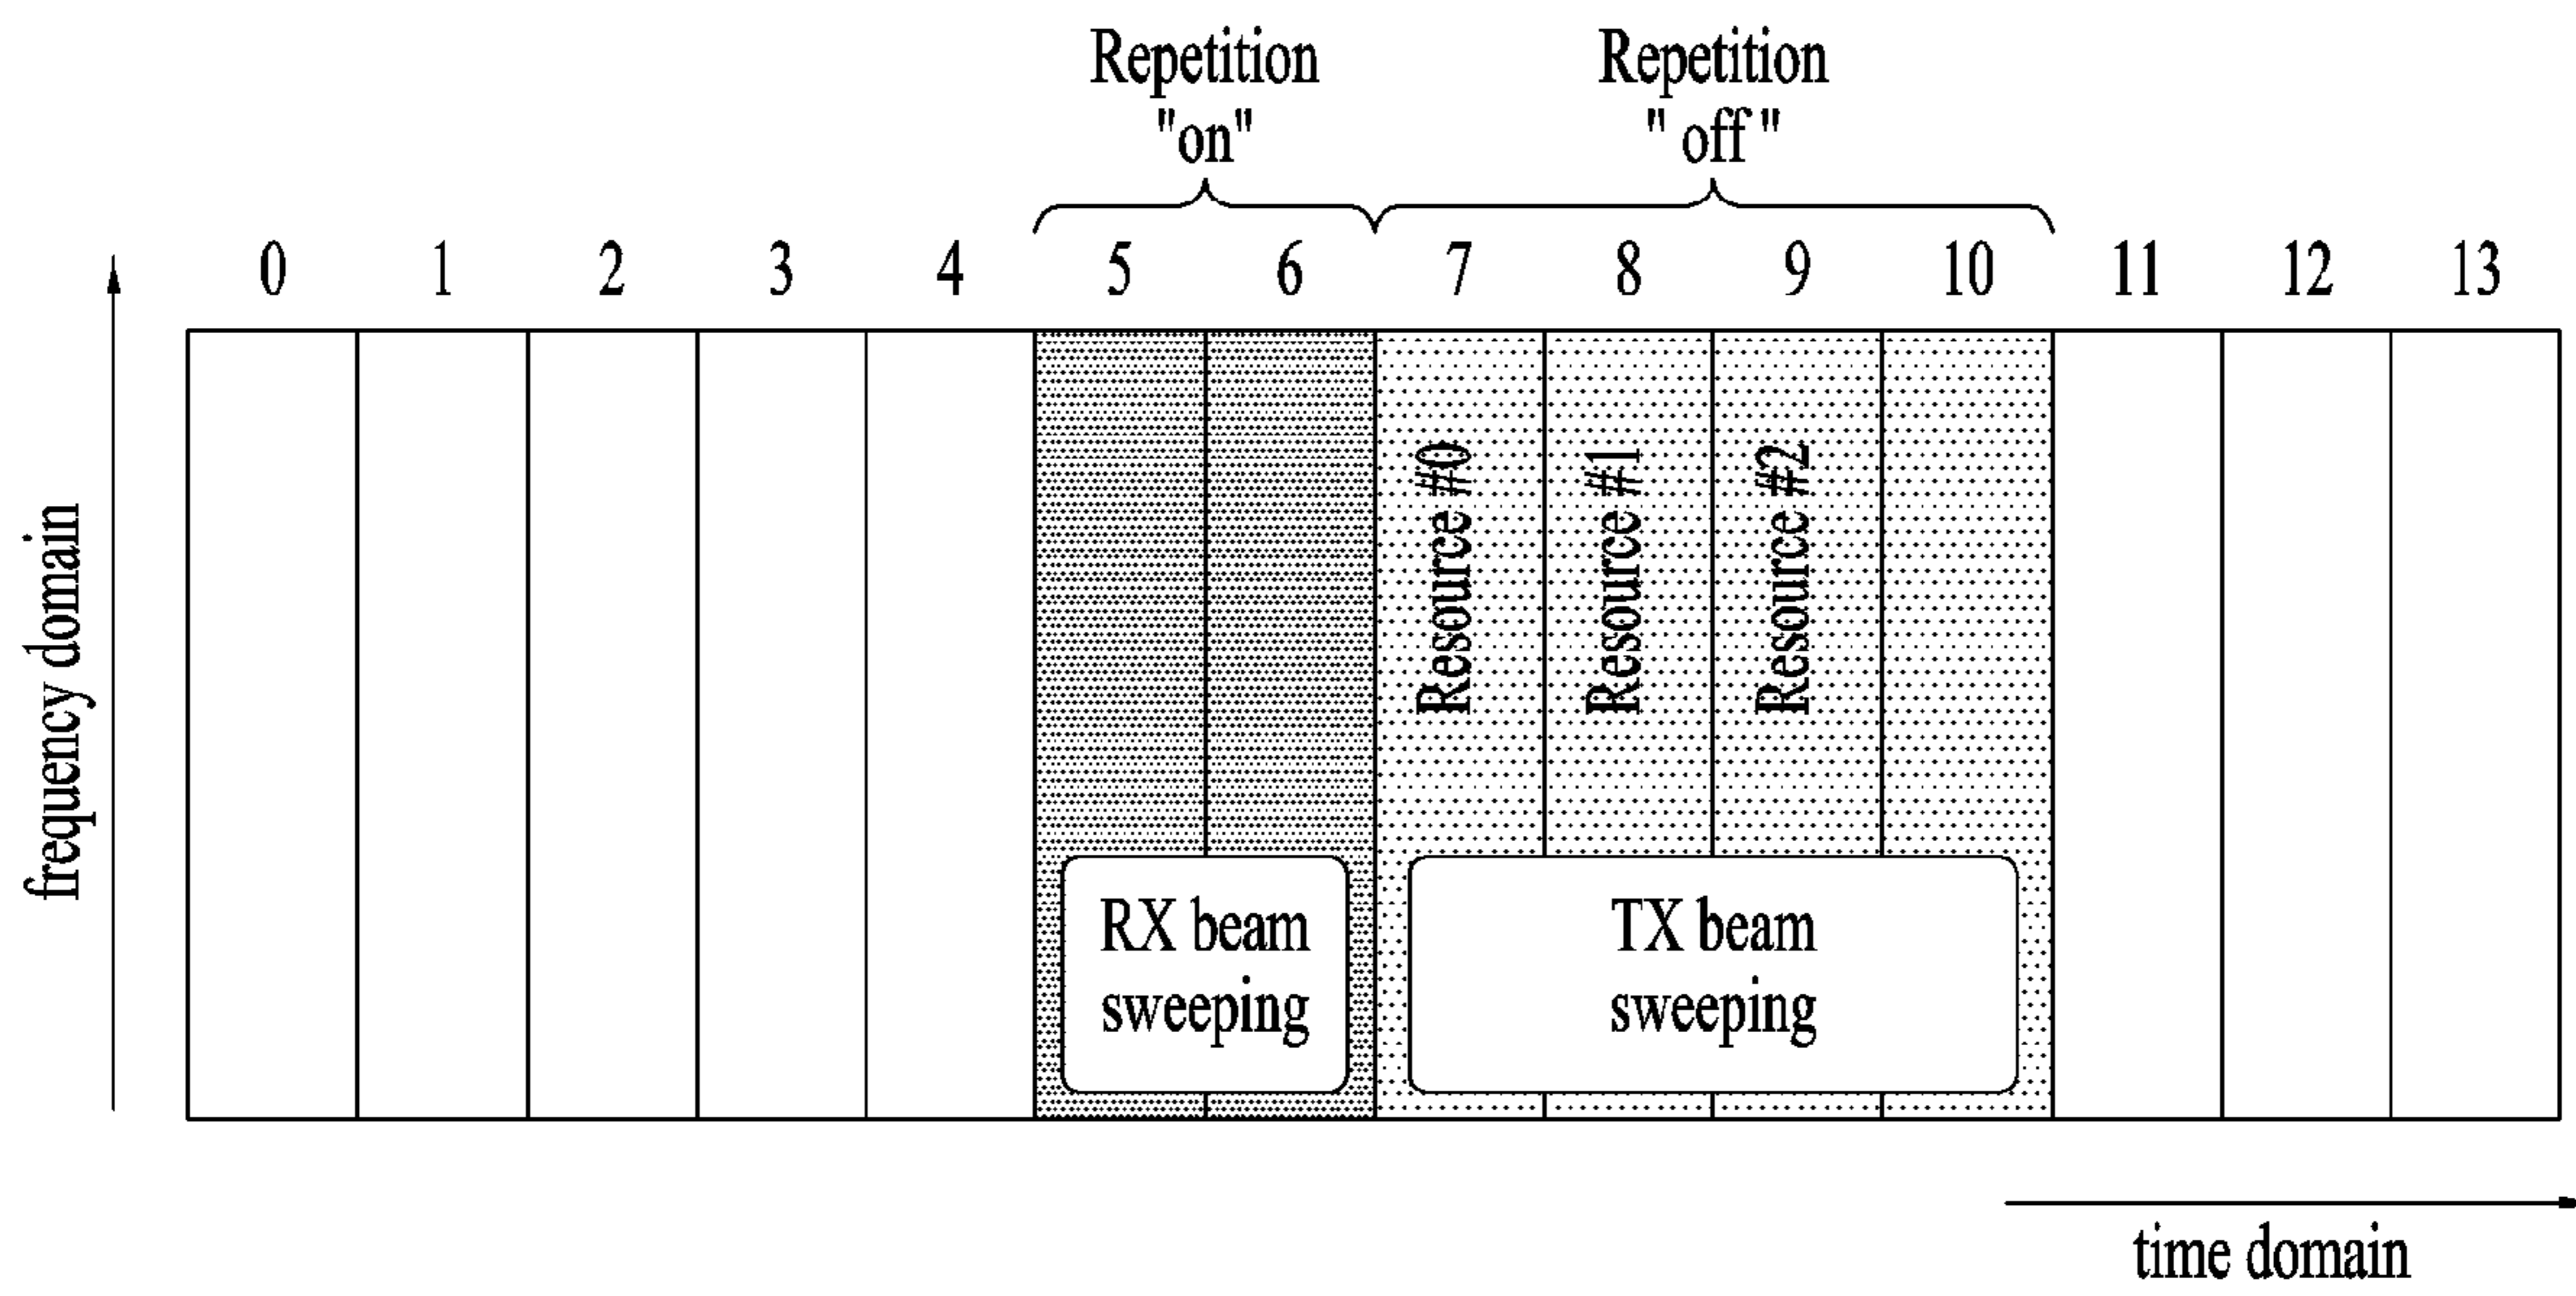 Repetition
"on"
Repetition
" off "
0 1 2 3 4 5 6 7 8 9 10 11 12 13
frequency domain
Resource #0
Resource #1
Resource #2
RX beam
sweeping
TX beam
sweeping
time domain